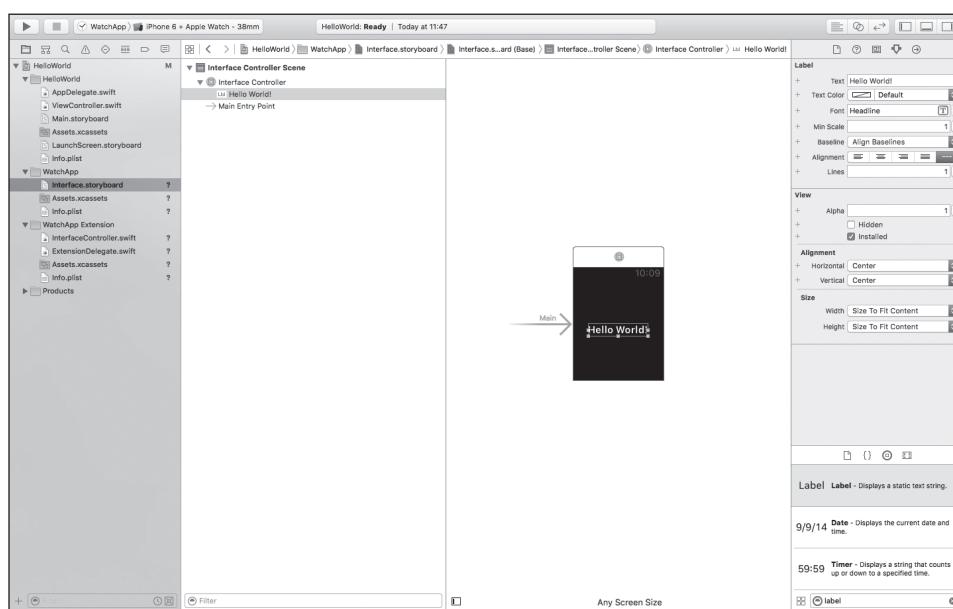 WatchApp iPhone 6 + Apple Watch - 38mm
HelloWorld: Ready | Today at 11:47
HelloWorld WatchApp Interface.storyboard Interface.s...ard (Base) Interface...troller Scene) Interface Controller Lbl Hello World!
HelloWorld M
HelloWorld
AppDelegate.swift
ViewController.swift
Main.storyboard
Assets.xcassets
LaunchScreen.storyboard
Info.plist
WatchApp
Interface.storyboard ?
Assets.xcassets ?
Info.plist ?
WatchApp Extension
InterfaceController.swift ?
ExtensionDelegate.swift ?
Assets.xcassets ?
Info.plist ?
Products
Interface Controller Scene
Interface Controller
Lbl Hello World!
Main Entry Point
Filter
Main
10:09
Hello World!
Any Screen Size
Label
+ Text Hello World!
+ Text Color Default
+ Font Headline T
+ Min Scale 1
+ Baseline Align Baselines
+ Alignment
+ Lines 1
View
+ Alpha 1
+ Hidden
+ Installed
Alignment
+ Horizontal Center
+ Vertical Center
Size
Width Size To Fit Content
Height Size To Fit Content
{}
Label Label - Displays a static text string.
9/9/14 Date - Displays the current date and
time.
59:59 Timer - Displays a string that counts
up or down to a specified time.
label